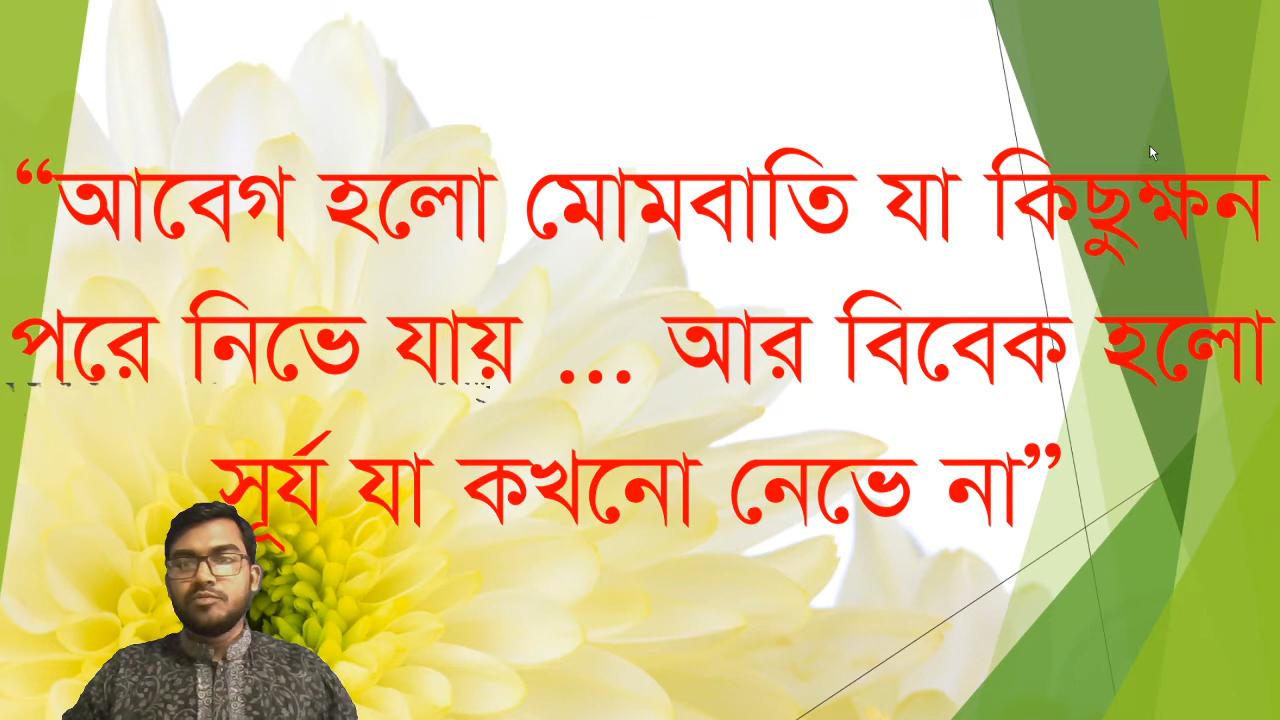 “আবেগ হলো মোমবাতি যা কিছুক্ষন
পরে নিভে যায় ... আর বিবেক হলো
সূর্য যা কখনো নেভে না”